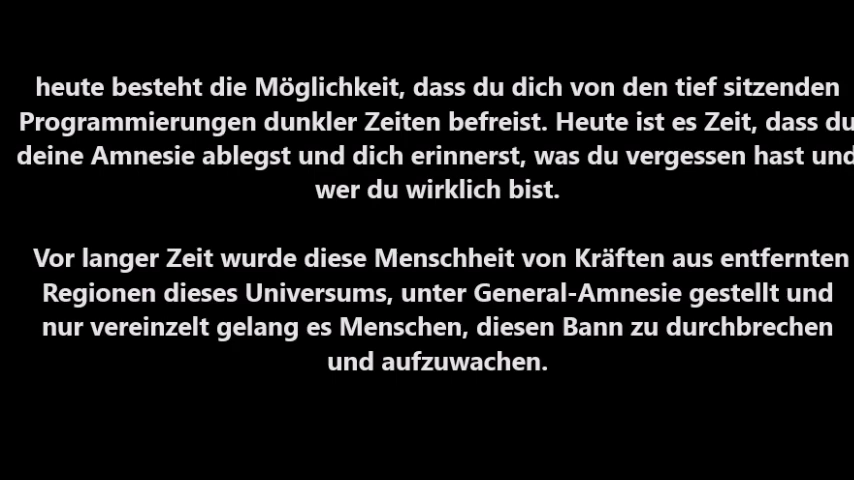 heute besteht die Möglichkeit, dass du dich von den tief sitzenden
Programmierungen dunkler Zeiten befreist. Heute ist es Zeit, dass du
deine Amnesie ablegst und dich erinnerst, was du vergessen hast und
wer du wirklich bist.
Vor langer Zeit wurde diese Menschheit von Kräften aus entfernten
Regionen dieses Universums, unter General-Amnesie gestellt und
nur vereinzelt gelang es Menschen, diesen Bann zu durchbrechen
und aufzuwachen.